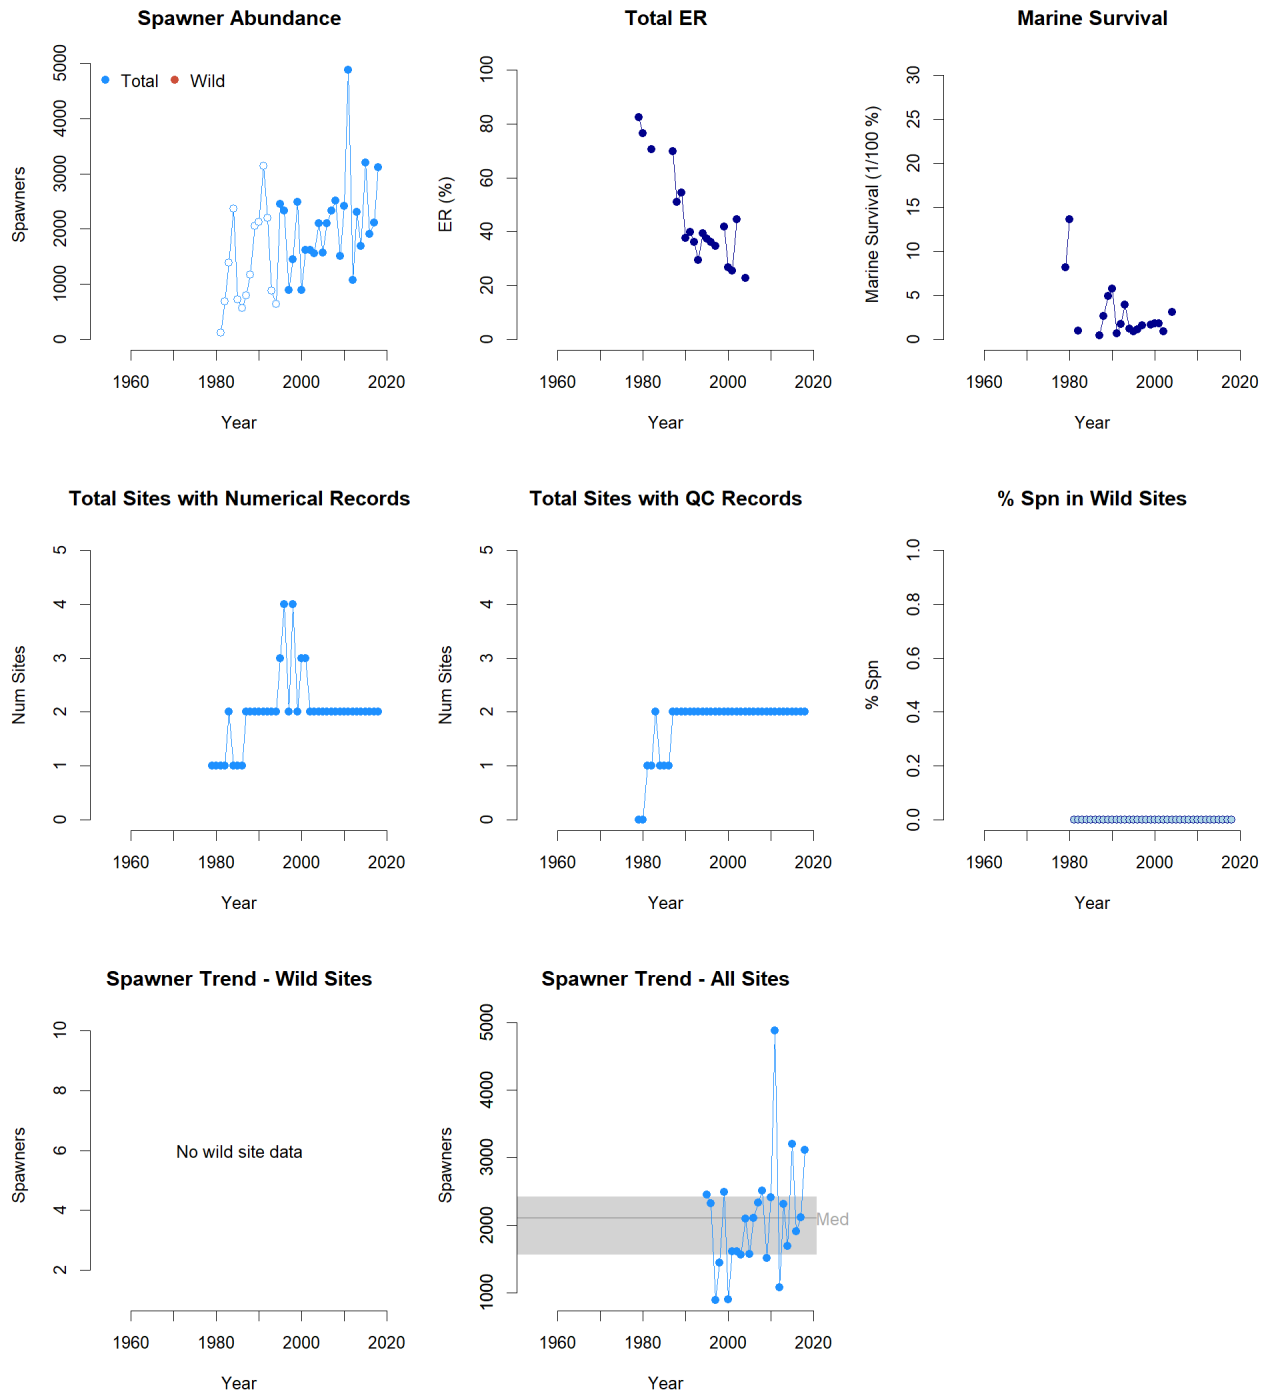 Spawner Abundance
Spawners
5000
4000
3000
2000
1000
0
Total Wild
1960 1980 2000 2020
Year
Total ER
ER (%)
100
80
60
40
20
0
1960 1980 2000 2020
Year
Marine Survival
Marine Survival (1/100 %)
30
25
20
15
10
5
0
1960 1980 2000 2020
Year
Total Sites with Numerical Records
Num Sites
5
4
3
2
1
0
1960 1980 2000 2020
Year
Total Sites with QC Records
Num Sites
5
4
3
2
1
0
1960 1980 2000 2020
Year
% Spn in Wild Sites
% Spn
1.0
0.8
0.6
0.4
0.2
0.0
1960 1980 2000 2020
Year
Spawner Trend - Wild Sites
Spawners
10
8
6
4
2
No wild site data
1960 1980 2000 2020
Year
Spawner Trend - All Sites
Spawners
5000
4000
3000
2000
1000
Med
1960 1980 2000 2020
Year